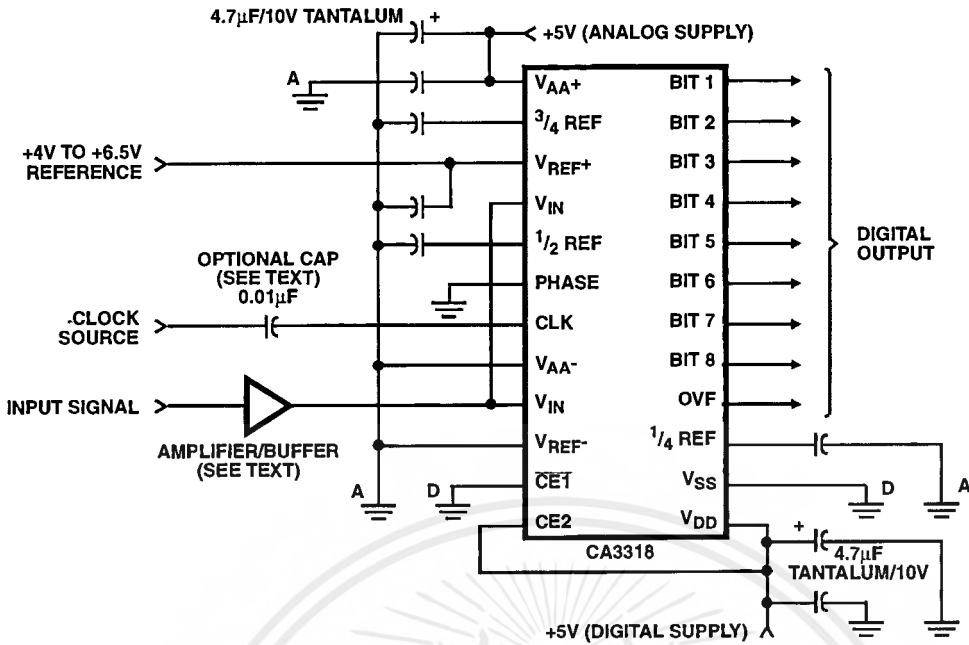 4.7µF/10V TANTALUM
+
+5V (ANALOG SUPPLY)
A
+4V TO +6.5V
REFERENCE
OPTIONAL CAP
(SEE TEXT)
0.01µF
.CLOCK
SOURCE
INPUT SIGNAL
AMPLIFIER/BUFFER
(SEE TEXT)
A
D
VAA+
3/4 REF
VREF+
VIN
1/2 REF
PHASE
CLK
VAA-
VIN
VREF-
CE1
CE2
BIT 1
BIT 2
BIT 3
BIT 4
BIT 5
BIT 6
BIT 7
BIT 8
OVF
1/4 REF
VSS
VDD
CA3318
DIGITAL
OUTPUT
D
A
+
4.7µF
TANTALUM/10V
+5V (DIGITAL SUPPLY)